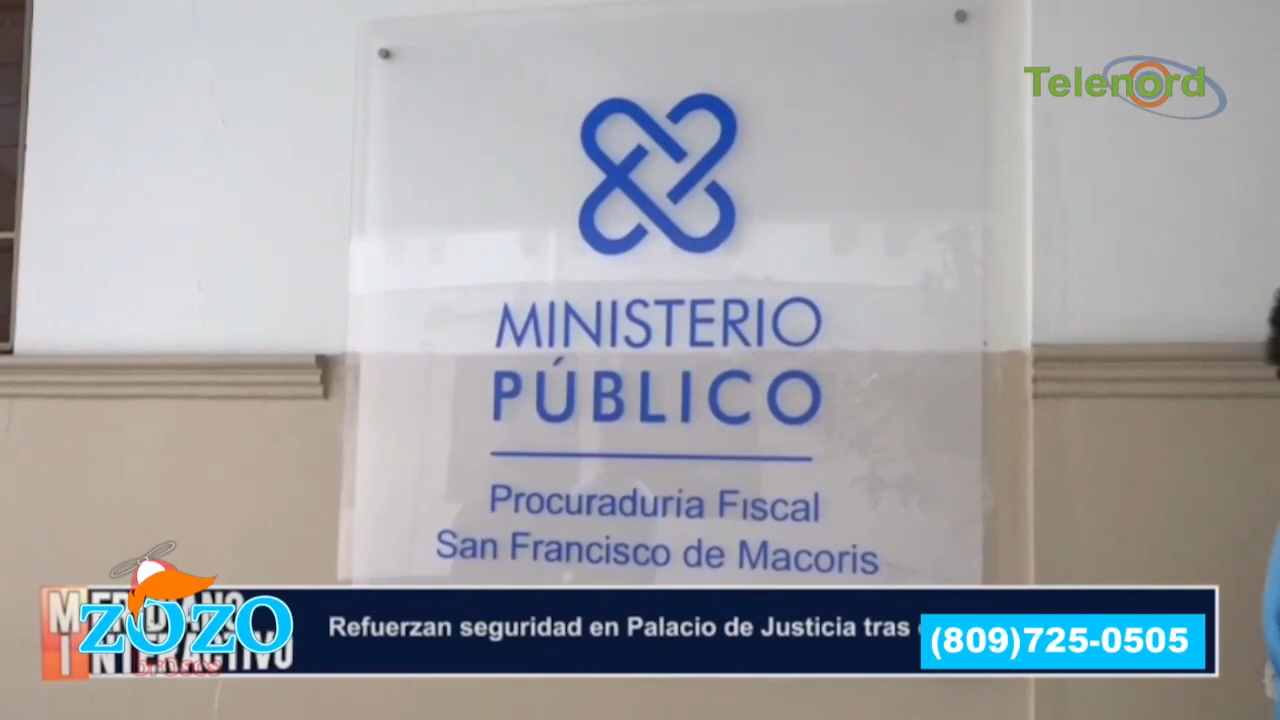 Telenord
MINISTERIO
PÚBLICO
Procuraduria Fiscal
San Francisco de Macoris
ZOZO
Refuerzan seguridad en Palacio de Justicia tras
(809)725-0505
INTERACTIVO